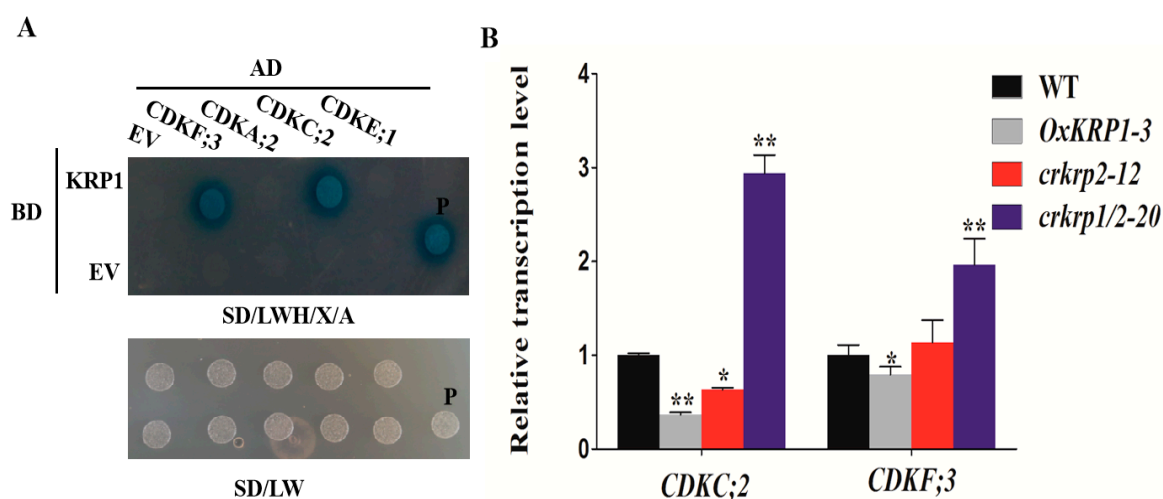 A
AD
EV
CDKF;3
CDKA;2
CDKC;2
CDKE;1
BD
KRP1
P
EV
SD/LWH/X/A
P
SD/LW
B
Relative transcription level
4
3
2
1
0
**
*
**
*
**
CDKC;2
CDKF;3
WT
OxKRP1-3
crkrp2-12
crkrp1/2-20